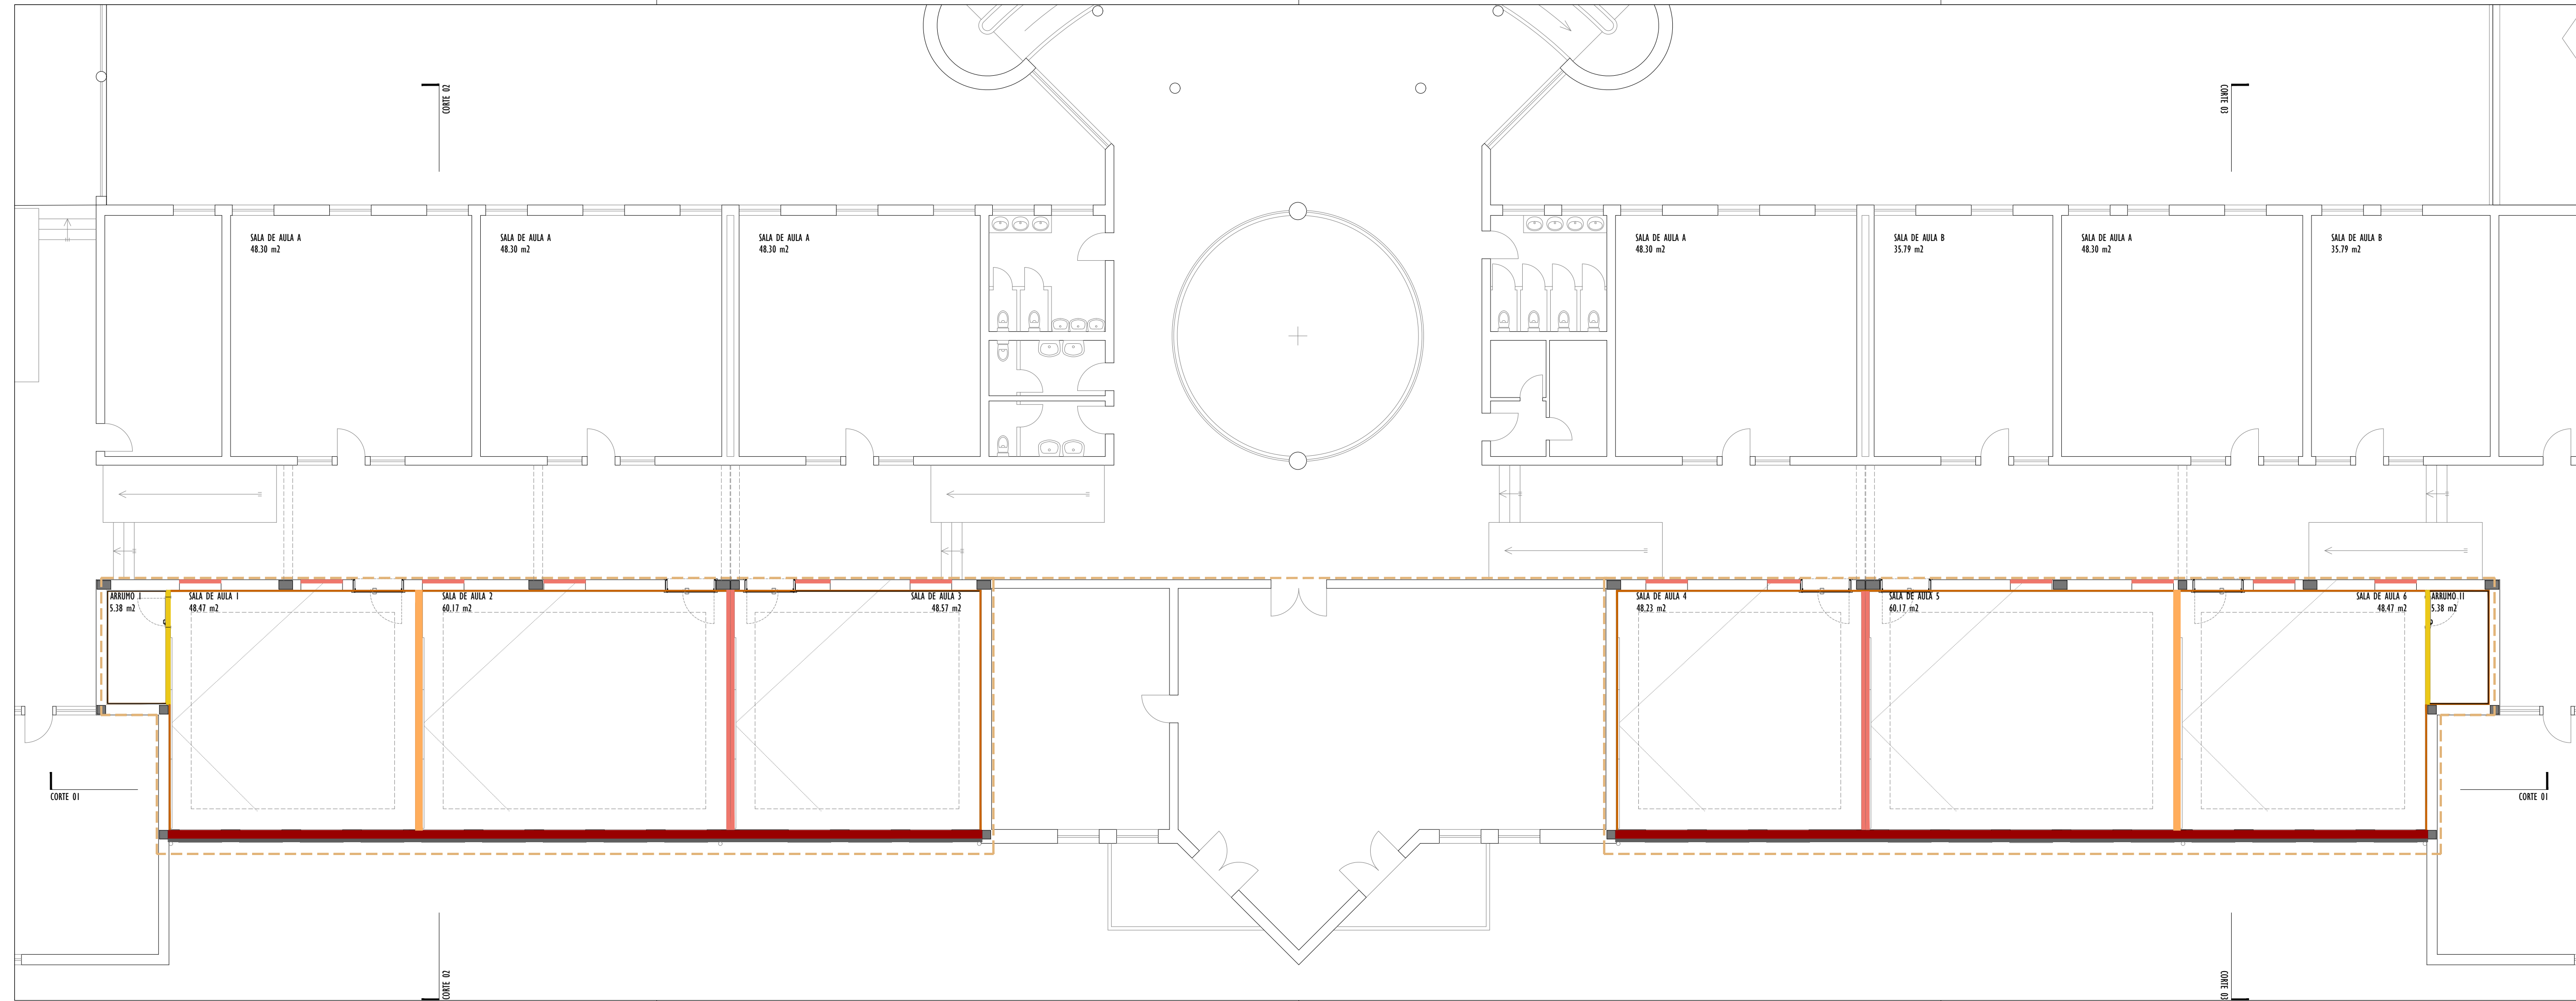 CORTE 02
CORTE 03
SALA DE AULA A
48.30 m2
SALA DE AULA A
48.30 m2
SALA DE AULA A
48.30 m2
SALA DE AULA A
48.30 m2
SALA DE AULA B
35.79 m2
SALA DE AULA A
48.30 m2
SALA DE AULA B
35.79 m2
ARRUMO I
5.38 m2
SALA DE AULA 1
48,47 m2
SALA DE AULA 2
60,17 m2
SALA DE AULA 3
48.57 m2
SALA DE AULA 4
48,23 m2
SALA DE AULA 5
60,17 m2
SALA DE AULA 6
48,47 m2
ARRUMO II
5.38 m2
CORTE 01
CORTE 01
CORTE 02
CORTE 03